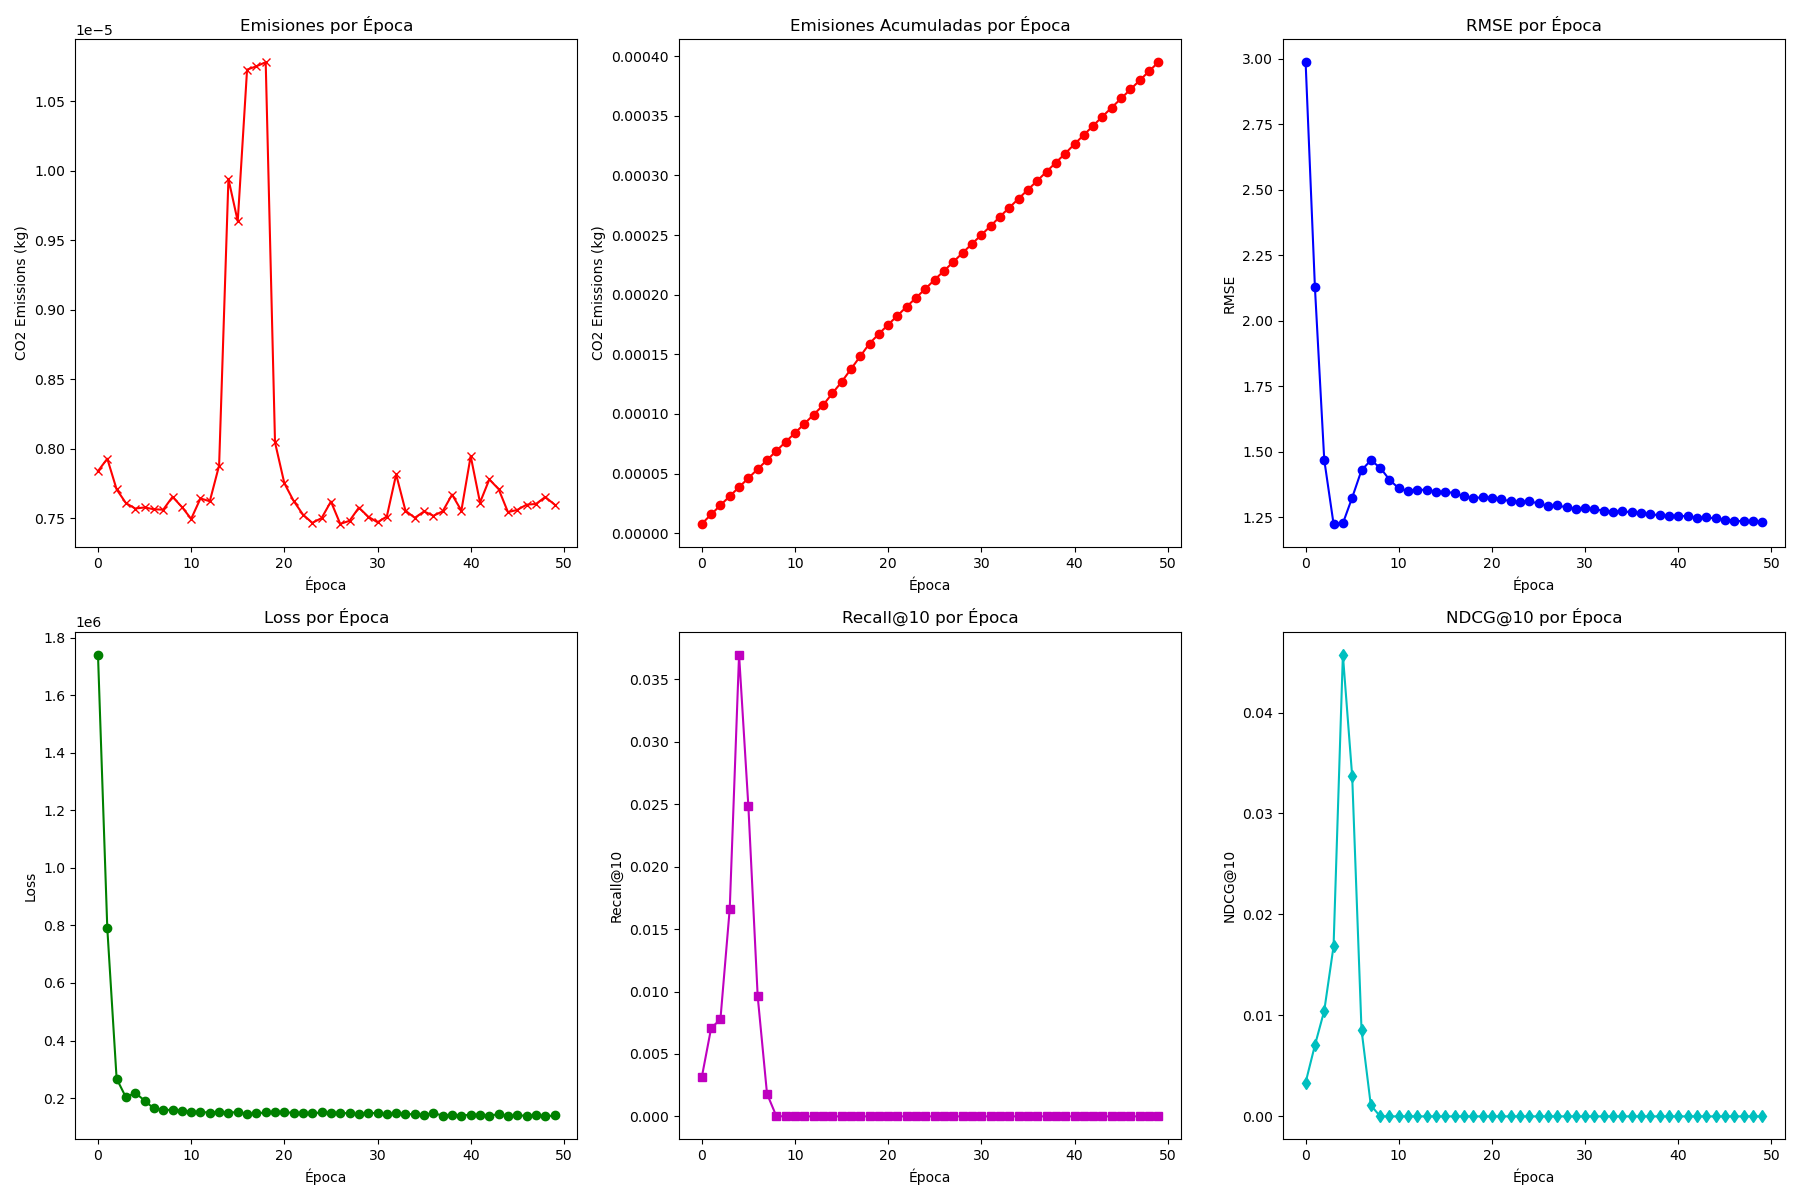 Emisiones por Época
1e−5
CO2 Emissions (kg)
1.05
1.00
0.95
0.90
0.85
0.80
0.75
0 10 20 30 40 50
Época
Emisiones Acumuladas por Época
CO2 Emissions (kg)
0.00040
0.00035
0.00030
0.00025
0.00020
0.00015
0.00010
0.00005
0.00000
0 10 20 30 40 50
Época
RMSE por Época
RMSE
3.00
2.75
2.50
2.25
2.00
1.75
1.50
1.25
0 10 20 30 40 50
Época
Loss por Época
1e6
Loss
1.8
1.6
1.4
1.2
1.0
0.8
0.6
0.4
0.2
0 10 20 30 40 50
Época
Recall@10 por Época
Recall@10
0.035
0.030
0.025
0.020
0.015
0.010
0.005
0.000
0 10 20 30 40 50
Época
NDCG@10 por Época
NDCG@10
0.04
0.03
0.02
0.01
0.00
0 10 20 30 40 50
Época